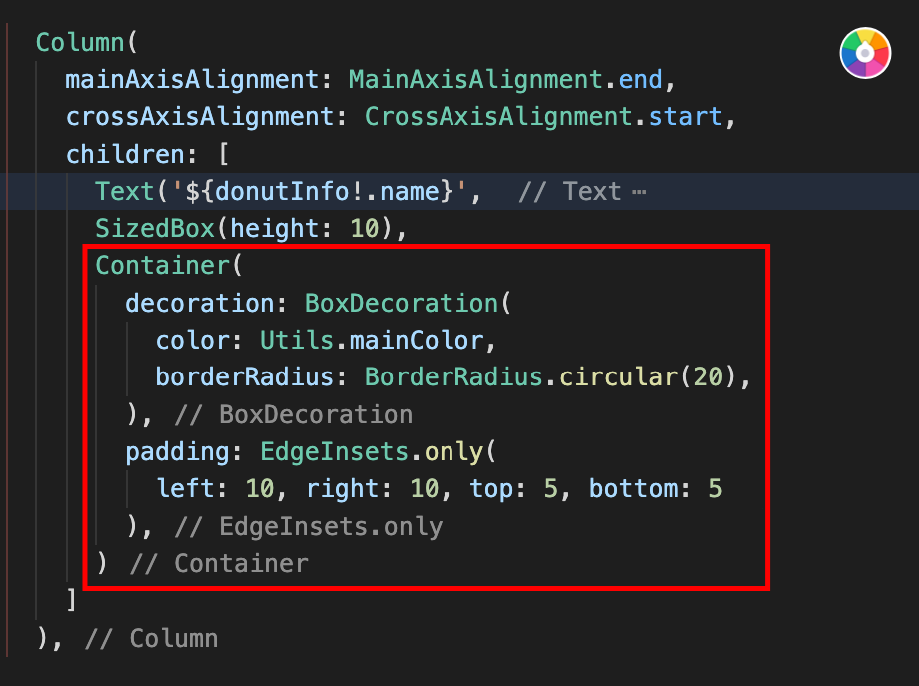 Column(
mainAxisAlignment: MainAxisAlignment.end,
crossAxisAlignment: CrossAxisAlignment.start,
children: [
Text('${donutInfo!.name}', // Text ⋯
SizedBox(height: 10),
Container(
decoration: BoxDecoration(
color: Utils.mainColor,
borderRadius: BorderRadius.circular(20),
), // BoxDecoration
padding: EdgeInsets.only(
left: 10, right: 10, top: 5, bottom: 5
), // EdgeInsets.only
) // Container
]
), // Column